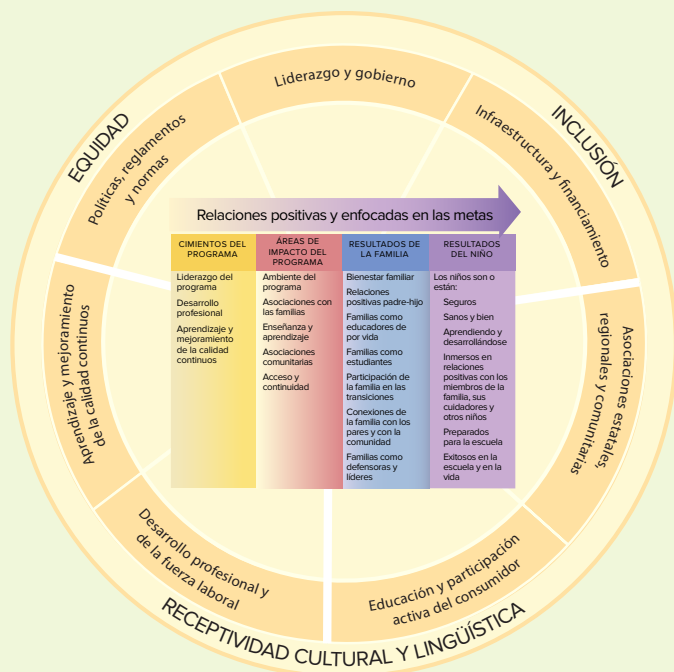 EQUIDAD
INCLUSIÓN
RECEPTIVIDAD CULTURAL Y LINGÜÍSTICA
Liderazgo y gobierno
Infraestructura y financiamiento
Asociaciones estatales,
regionales y comunitarias
Educación y participación
activa del consumidor
Desarrollo profesional y
de la fuerza laboral
Aprendizaje y mejoramiento
de la calidad continuos
Políticas, reglamentos
y normas
Relaciones positivas y enfocadas en las metas
CIMIENTOS DEL
PROGRAMA
Liderazgo del
programa
Desarrollo
profesional
Aprendizaje y
mejoramiento
de la calidad
continuos
ÁREAS DE
IMPACTO DEL
PROGRAMA
Ambiente del
programa
Asociaciones con
las familias
Enseñanza y
aprendizaje
Asociaciones
comunitarias
Acceso y
continuidad
RESULTADOS DE
LA FAMILIA
Bienestar familiar
Relaciones
positivas padre-hijo
Familias como
educadores de
por vida
Familias como
estudiantes
Participación de
la familia en las
transiciones
Conexiones de
la familia con los
pares y con la
comunidad
Familias como
defensoras y
líderes
RESULTADOS
DEL NIÑO
Los niños son o
están:
Seguros
Sanos y bien
Aprendiendo y
desarrollándose
Inmersos en
relaciones
positivas con los
miembros de la
familia, sus
cuidadores y
otros niños
Preparados
para la escuela
Exitosos en la
escuela y en la
vida